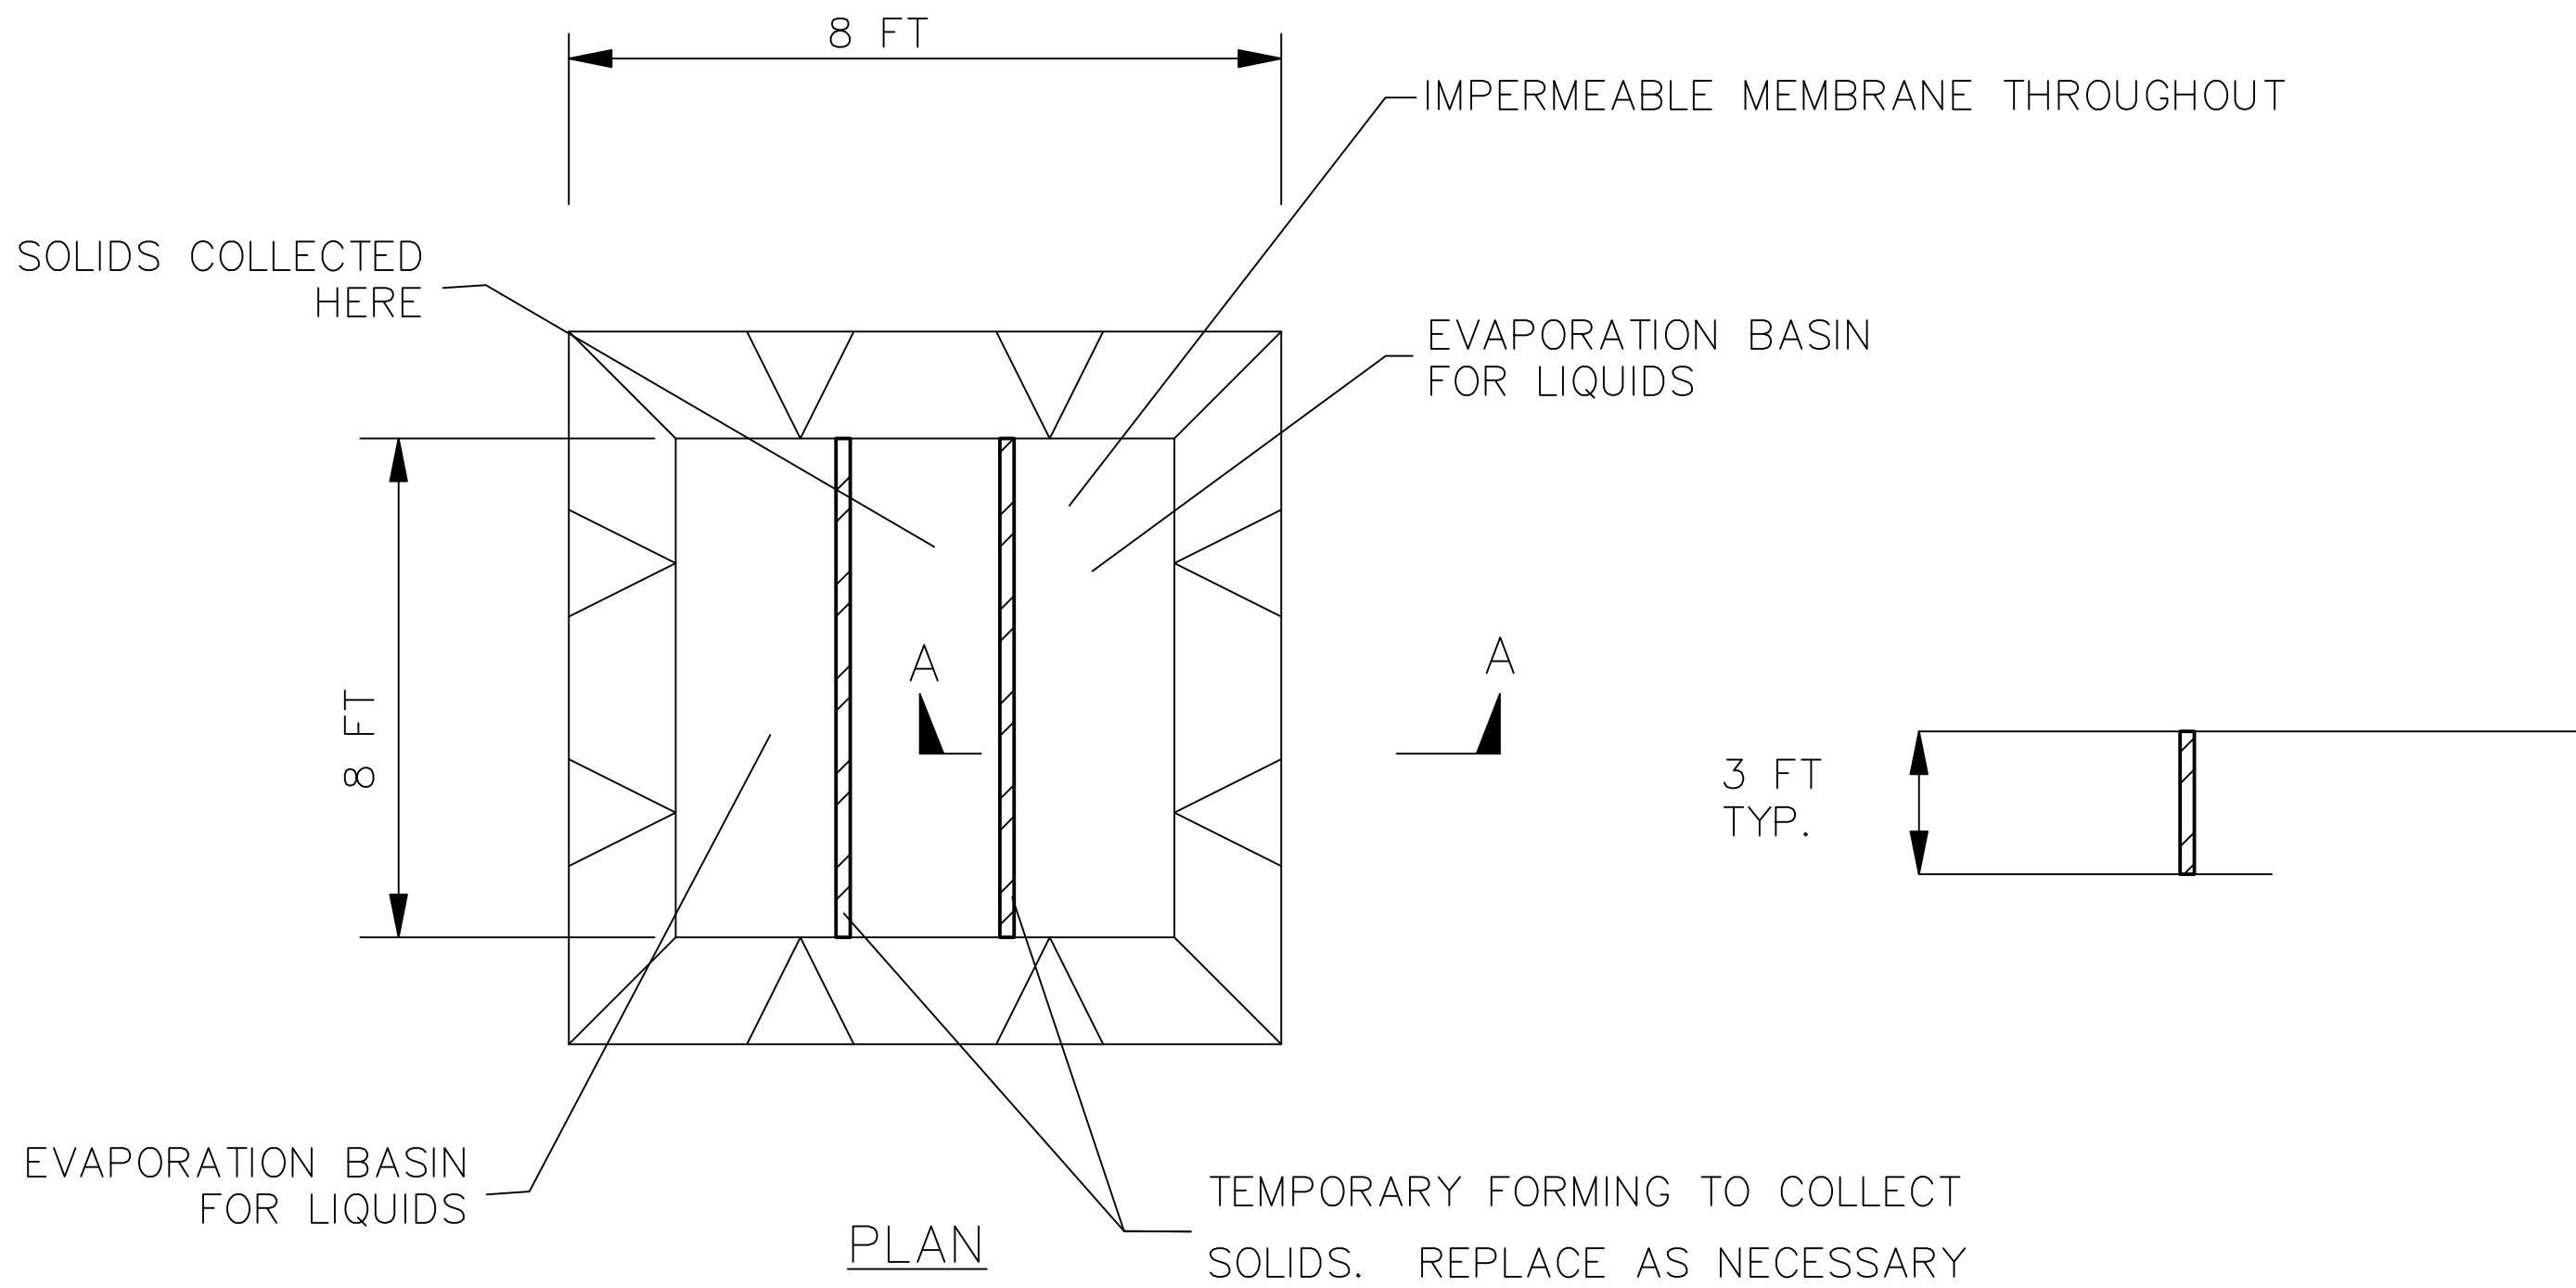 8 FT
IMPERMEABLE MEMBRANE THROUGHOUT
SOLIDS COLLECTED
HERE
EVAPORATION BASIN
FOR LIQUIDS
A
A
8 FT
3 FT
TYP.
EVAPORATION BASIN
FOR LIQUIDS
PLAN
TEMPORARY FORMING TO COLLECT
SOLIDS. REPLACE AS NECESSARY